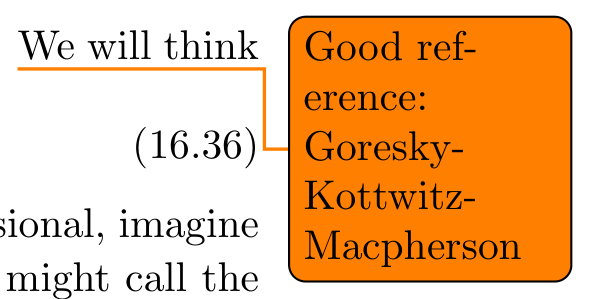 We will think
(16.36)
sional, imagine
might call the
Good ref-
erence:
Goresky-
Kottwitz-
Macpherson